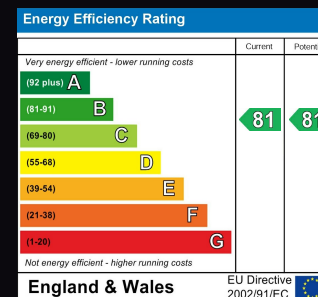 Energy Efficiency Rating
Current Potent
Very energy efficient - lower running costs
(92 plus) A
(81-91) B
81 81
(69-80) C
(55-68) D
(39-54) E
(21-38) F
(1-20) G
Not energy efficient - higher running costs
England & Wales
EU Directive
2002/91/EC